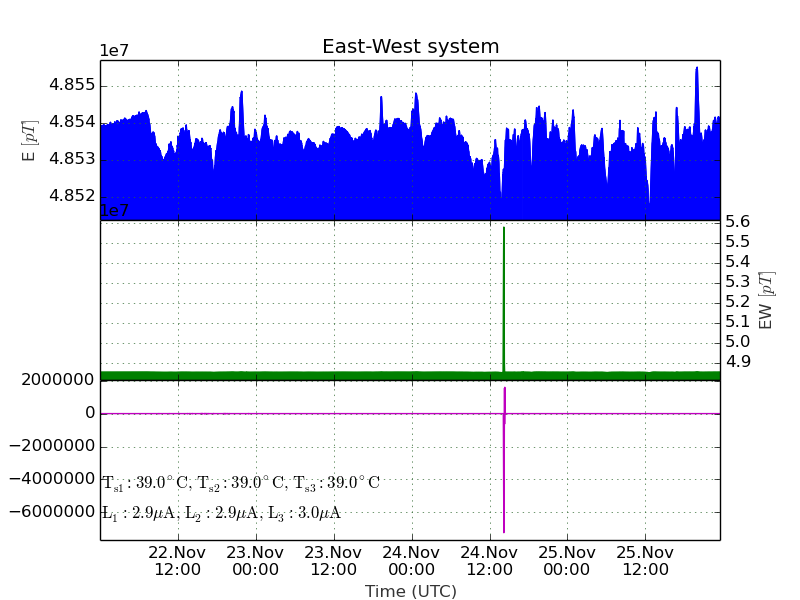 East-West system
1e7
4.855
4.854
4.853
4.852
E [pT]
1e7
5.6
5.5
5.4
5.3
5.2
5.1
5.0
4.9
EW [pT]
2000000
0
−2000000
−4000000
−6000000
T_s1 : 39.0°C, T_s2 : 39.0°C, T_s3 : 39.0°C
L_1 : 2.9μA, L_2 : 2.9μA, L_3 : 3.0μA
22.Nov 23.Nov 23.Nov 24.Nov 24.Nov 25.Nov 25.Nov
12:00 00:00 12:00 00:00 12:00 00:00 12:00
Time (UTC)